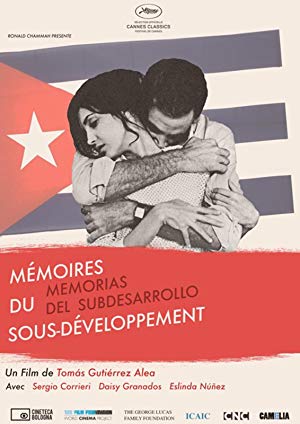 OFFICIAL SELECTION
CANNES CLASSICS
FESTIVAL DE CANNES
RONALD CHAMMAH PRÉSENTE
MÉMOIRES
MEMORIAS
DU
DEL SUBDESARROLLO
SOUS-DÉVELOPPEMENT
Un Film de Tomás Gutiérrez Alea
Avec Sergio Corrieri Daisy Granados Eslinda Núñez
CINETECA
BOLOGNA
THE FILM FOUNDATION
WORLD CINEMA PROJECT
THE GEORGE LUCAS
FAMILY FOUNDATION
ICAIC
CNC
CAMELIA